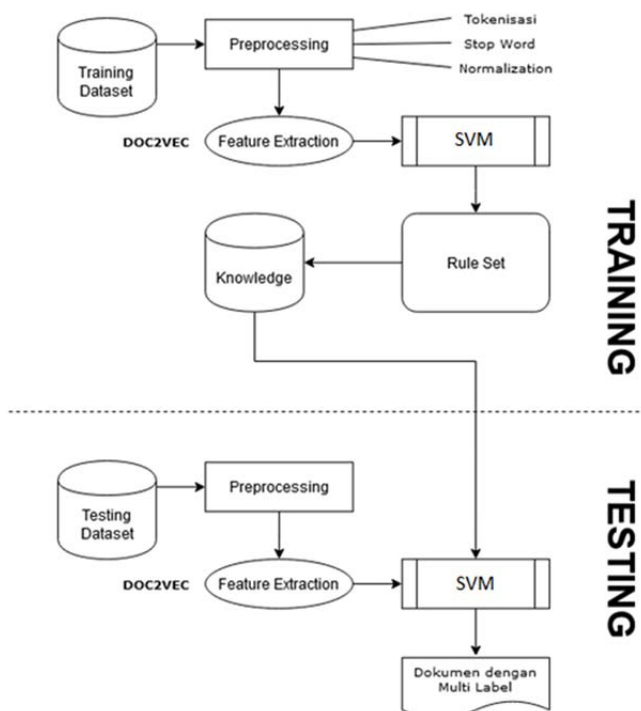 Training
Dataset
Preprocessing
Tokenisasi
Stop Word
Normalization
DOC2VEC
Feature Extraction
SVM
Knowledge
Rule Set
TRAINING
Testing
Dataset
Preprocessing
DOC2VEC
Feature Extraction
SVM
Dokumen dengan
Multi Label
TESTING